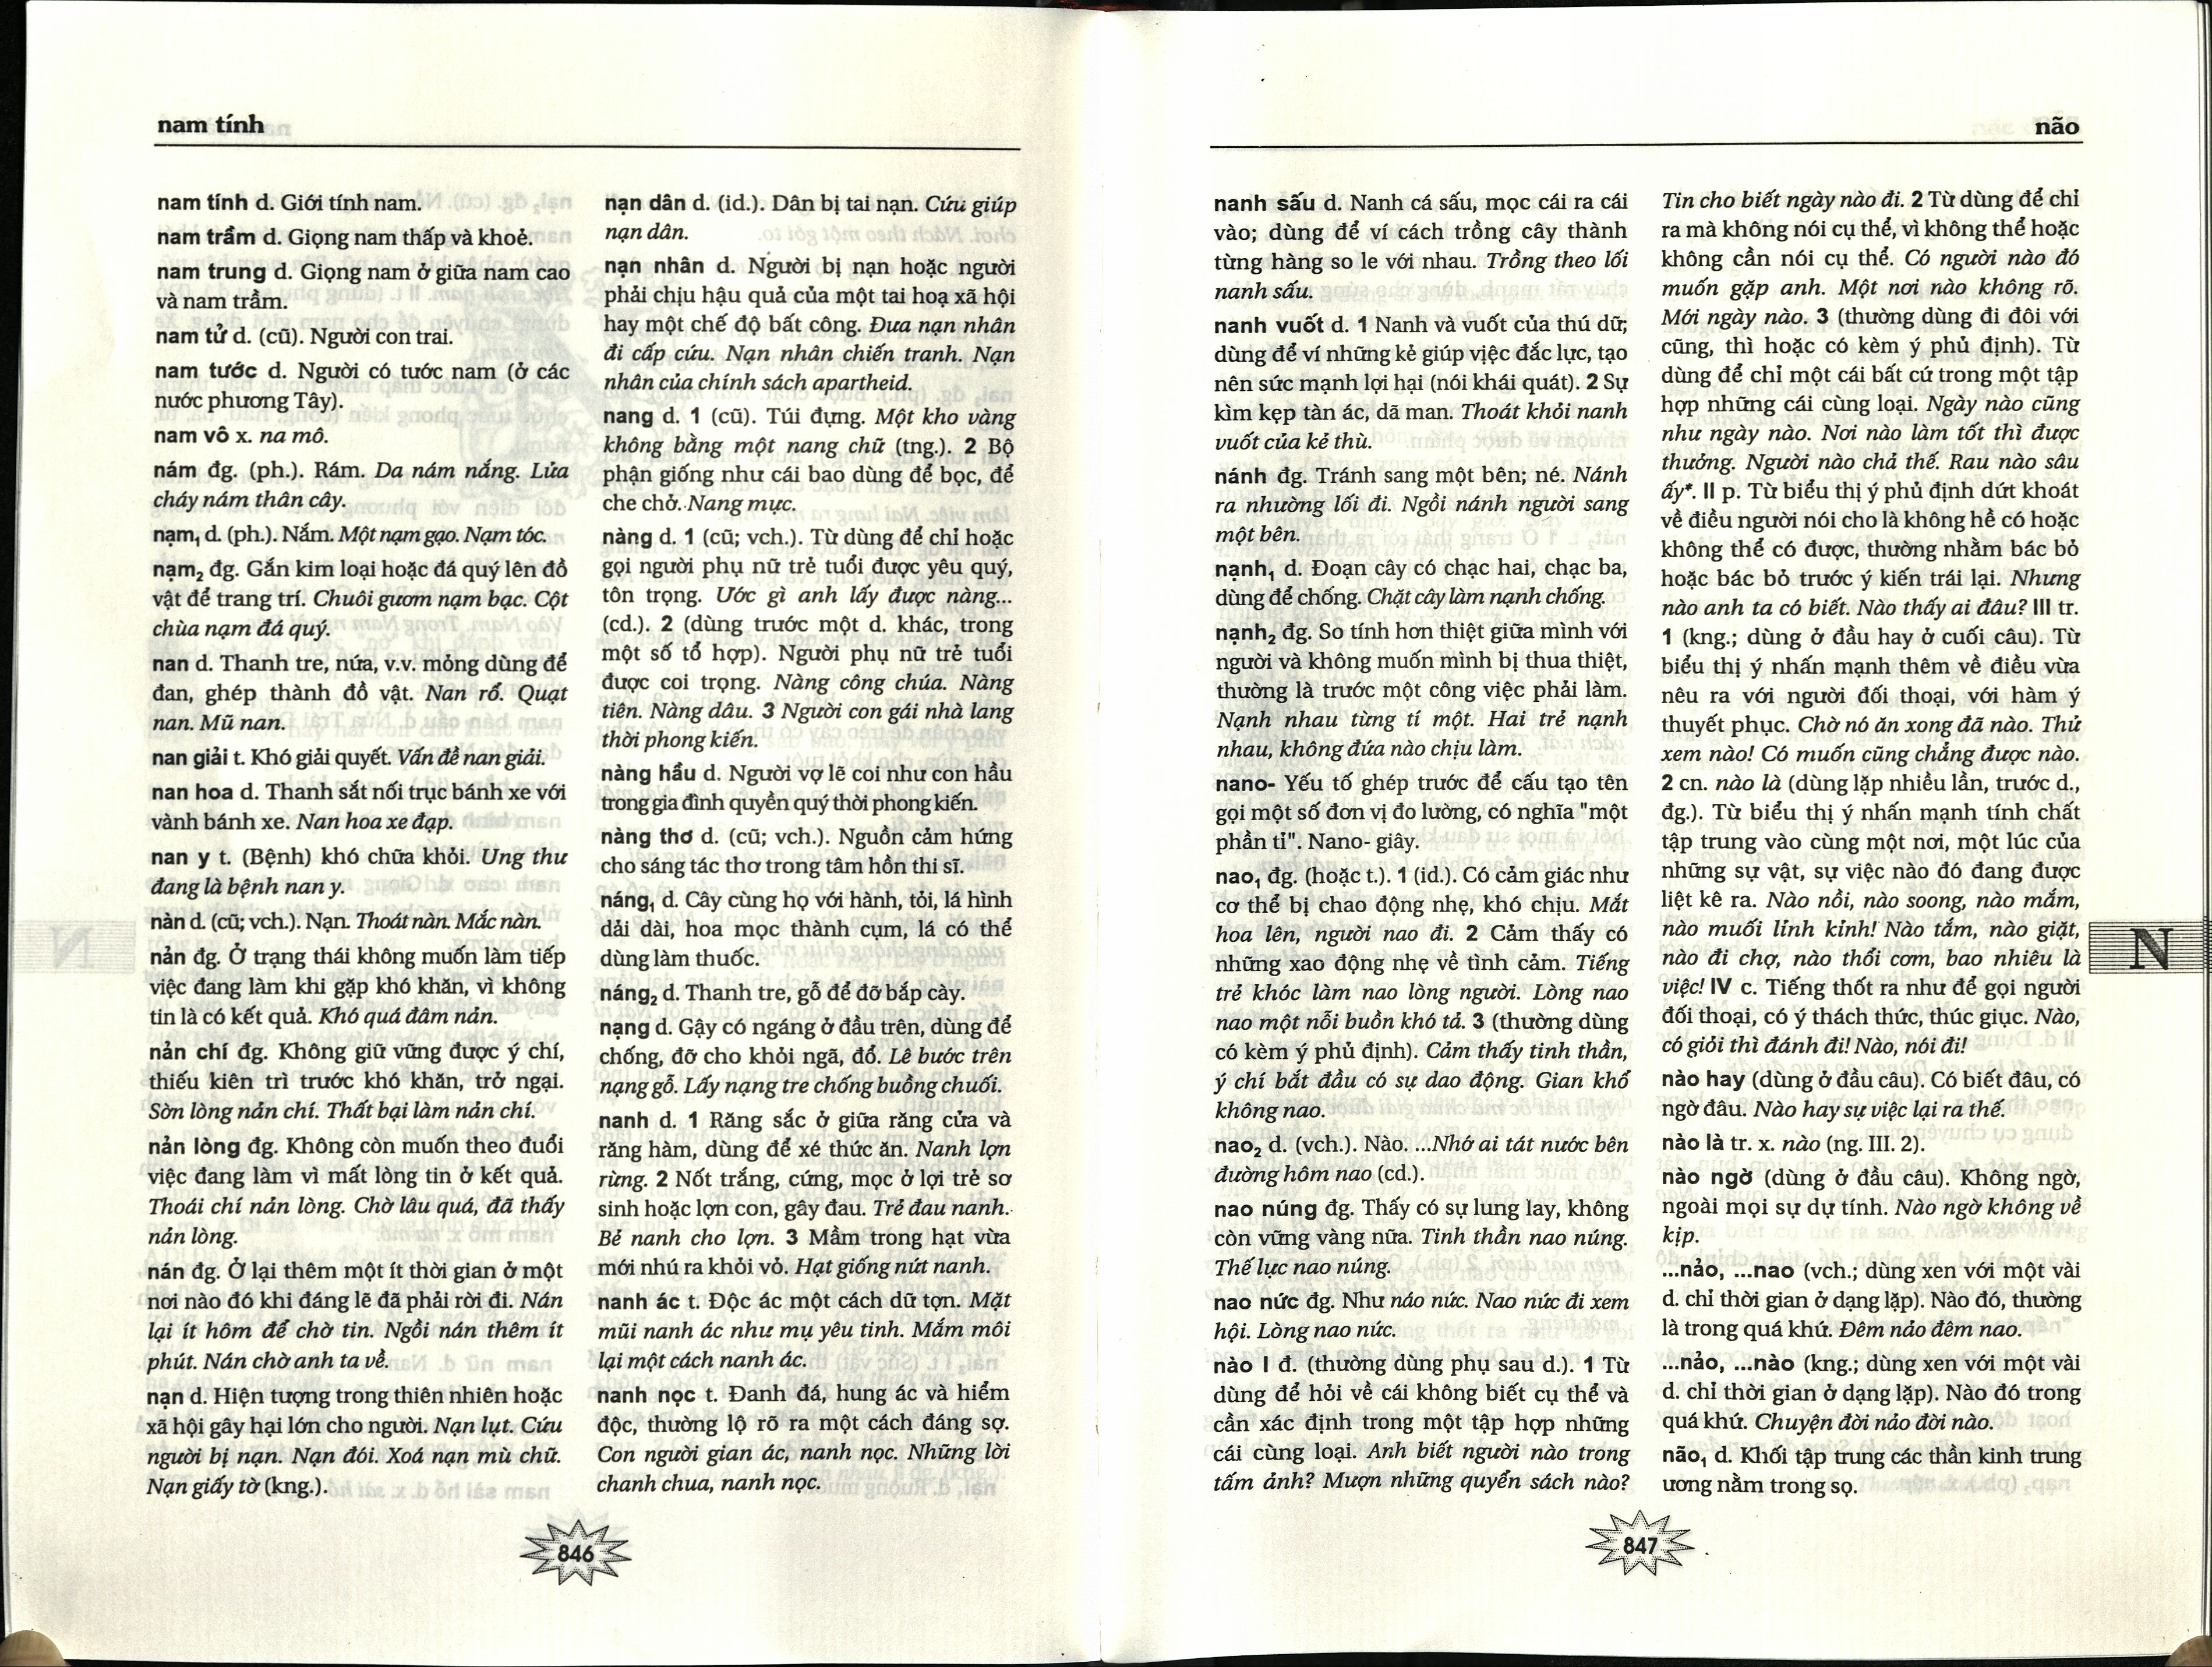 nam tính
nam tính d. Giới tính nam.
nam trầm d. Giọng nam thấp và khoẻ.
nam trung d. Giọng nam ở giữa nam cao
và nam trầm.
nam tử d. (cũ). Người con trai.
nam tước d. Người có tước nam (ở các
nước phương Tây).
nam vô x. na mô.
nám đg. (ph.). Rám. Da nám nắng. Lửa
cháy nám thân cây.
nạm₁ d. (ph.). Nắm. Một nạm gạo. Nạm tóc.
nạm₂ đg. Gắn kim loại hoặc đá quý lên đồ
vật để trang trí. Chuôi gươm nạm bạc. Cột
chùa nạm đá quý.
nan d. Thanh tre, nứa, v.v. mỏng dùng để
đan, ghép thành đồ vật. Nan rổ. Quạt
nan. Mũ nan.
nan giải t. Khó giải quyết. Vấn đề nan giải.
nan hoa d. Thanh sắt nối trục bánh xe với
vành bánh xe. Nan hoa xe đạp.
nan y t. (Bệnh) khó chữa khỏi. Ung thư
đang là bệnh nan y.
nàn d. (cũ; vch.). Nạn. Thoát nàn. Mắc nàn.
nản đg. Ở trạng thái không muốn làm tiếp
việc đang làm khi gặp khó khăn, vì không
tin là có kết quả. Khó quá đâm nản.
nản chí đg. Không giữ vững được ý chí,
thiếu kiên trì trước khó khăn, trở ngại.
Sờn lòng nản chí. Thất bại làm nản chí.
nản lòng đg. Không còn muốn theo đuổi
việc đang làm vì mất lòng tin ở kết quả.
Thoái chí nản lòng. Chờ lâu quá, đã thấy
nản lòng.
nán đg. Ở lại thêm một ít thời gian ở một
nơi nào đó khi đáng lẽ đã phải rời đi. Nán
lại ít hôm để chờ tin. Ngồi nán thêm ít
phút. Nán chờ anh ta về.
nạn d. Hiện tượng trong thiên nhiên hoặc
xã hội gây hại lớn cho người. Nạn lụt. Cứu
người bị nạn. Nạn đói. Xoá nạn mù chữ.
Nạn giấy tờ (kng.).
nạn dân d. (id.). Dân bị tai nạn. Cứu giúp
nạn dân.
nạn nhân d. Người bị nạn hoặc người
phải chịu hậu quả của một tai hoạ xã hội
hay một chế độ bất công. Đưa nạn nhân
đi cấp cứu. Nạn nhân chiến tranh. Nạn
nhân của chính sách apartheid.
nang d. 1 (cũ). Túi đựng. Một kho vàng
không bằng một nang chữ (tng.). 2 Bộ
phận giống như cái bao dùng để bọc, để
che chở. Nang mực.
nàng d. 1 (cũ; vch.). Từ dùng để chỉ hoặc
gọi người phụ nữ trẻ tuổi được yêu quý,
tôn trọng. Ước gì anh lấy được nàng...
(cd.). 2 (dùng trước một d. khác, trong
một số tổ hợp). Người phụ nữ trẻ tuổi
được coi trọng. Nàng công chúa. Nàng
tiên. Nàng dâu. 3 Người con gái nhà lang
thời phong kiến.
nàng hầu d. Người vợ lẽ coi như con hầu
trong gia đình quyền quý thời phong kiến.
nàng thơ d. (cũ; vch.). Nguồn cảm hứng
cho sáng tác thơ trong tâm hồn thi sĩ.
náng₁ d. Cây cùng họ với hành, tỏi, lá hình
dải dài, hoa mọc thành cụm, lá có thể
dùng làm thuốc.
náng₂ d. Thanh tre, gỗ để đỡ bắp cày.
nạng d. Gậy có ngáng ở đầu trên, dùng để
chống, đỡ cho khỏi ngã, đổ. Lê bước trên
nạng gỗ. Lấy nạng tre chống buồng chuối.
nanh d. 1 Răng sắc ở giữa răng cửa và
răng hàm, dùng để xé thức ăn. Nanh lợn
rừng. 2 Nốt trắng, cứng, mọc ở lợi trẻ sơ
sinh hoặc lợn con, gây đau. Trẻ đau nanh.
Bẻ nanh cho lợn. 3 Mầm trong hạt vừa
mới nhú ra khỏi vỏ. Hạt giống nứt nanh.
nanh ác t. Độc ác một cách dữ tợn. Mặt
mũi nanh ác như mụ yêu tinh. Mắm môi
lại một cách nanh ác.
nanh nọc t. Đanh đá, hung ác và hiểm
độc, thường lộ rõ ra một cách đáng sợ.
Con người gian ác, nanh nọc. Những lời
chanh chua, nanh nọc.
846
não
nanh sấu d. Nanh cá sấu, mọc cái ra cái
vào; dùng để ví cách trồng cây thành
từng hàng so le với nhau. Trồng theo lối
nanh sấu.
nanh vuốt d. 1 Nanh và vuốt của thú dữ;
dùng để ví những kẻ giúp việc đắc lực, tạo
nên sức mạnh lợi hại (nói khái quát). 2 Sự
kìm kẹp tàn ác, dã man. Thoát khỏi nanh
vuốt của kẻ thù.
nánh đg. Tránh sang một bên; né. Nánh
ra nhường lối đi. Ngồi nánh người sang
một bên.
nạnh₁ d. Đoạn cây có chạc hai, chạc ba,
dùng để chống. Chặt cây làm nạnh chống.
nạnh₂ đg. So tính hơn thiệt giữa mình với
người và không muốn mình bị thua thiệt,
thường là trước một công việc phải làm.
Nạnh nhau từng tí một. Hai trẻ nạnh
nhau, không đứa nào chịu làm.
nano- Yếu tố ghép trước để cấu tạo tên
gọi một số đơn vị đo lường, có nghĩa "một
phần tỉ". Nano- giây.
nao₁ đg. (hoặc t.). 1 (id.). Có cảm giác như
cơ thể bị chao động nhẹ, khó chịu. Mắt
hoa lên, người nao đi. 2 Cảm thấy có
những xao động nhẹ về tình cảm. Tiếng
trẻ khóc làm nao lòng người. Lòng nao
nao một nỗi buồn khó tả. 3 (thường dùng
có kèm ý phủ định). Cảm thấy tinh thần,
ý chí bắt đầu có sự dao động. Gian khổ
không nao.
nao₂ d. (vch.). Nào. ...Nhớ ai tát nước bên
đường hôm nao (cd.).
nao núng đg. Thấy có sự lung lay, không
còn vững vàng nữa. Tinh thần nao núng.
Thế lực nao núng.
nao nức đg. Như náo nức. Nao nức đi xem
hội. Lòng nao nức.
nào I đ. (thường dùng phụ sau d.). 1 Từ
dùng để hỏi về cái không biết cụ thể và
cần xác định trong một tập hợp những
cái cùng loại. Anh biết người nào trong
tấm ảnh? Mượn những quyển sách nào?
Tin cho biết ngày nào đi. 2 Từ dùng để chỉ
ra mà không nói cụ thể, vì không thể hoặc
không cần nói cụ thể. Có người nào đó
muốn gặp anh. Một nơi nào không rõ.
Mới ngày nào. 3 (thường dùng đi đôi với
cũng, thì hoặc có kèm ý phủ định). Từ
dùng để chỉ một cái bất cứ trong một tập
hợp những cái cùng loại. Ngày nào cũng
như ngày nào. Nơi nào làm tốt thì được
thưởng. Người nào chả thế. Rau nào sâu
ấy*. II p. Từ biểu thị ý phủ định dứt khoát
về điều người nói cho là không hề có hoặc
không thể có được, thường nhằm bác bỏ
hoặc bác bỏ trước ý kiến trái lại. Nhưng
nào anh ta có biết. Nào thấy ai đâu? III tr.
1 (kng.; dùng ở đầu hay ở cuối câu). Từ
biểu thị ý nhấn mạnh thêm về điều vừa
nêu ra với người đối thoại, với hàm ý
thuyết phục. Chờ nó ăn xong đã nào. Thử
xem nào! Có muốn cũng chẳng được nào.
2 cn. nào là (dùng lặp nhiều lần, trước d.,
đg.). Từ biểu thị ý nhấn mạnh tính chất
tập trung vào cùng một nơi, một lúc của
những sự vật, sự việc nào đó đang được
liệt kê ra. Nào nồi, nào soong, nào mắm,
nào muối linh kinh! Nào tắm, nào giặt,
nào đi chợ, nào thổi cơm, bao nhiêu là
việc! IV c. Tiếng thốt ra như để gọi người
đối thoại, có ý thách thức, thúc giục. Nào,
có giỏi thì đánh đi! Nào, nói đi!
nào hay (dùng ở đầu câu). Có biết đâu, có
ngờ đâu. Nào hay sự việc lại ra thế.
nào là tr. x. nào (ng. III. 2).
nào ngờ (dùng ở đầu câu). Không ngờ,
ngoài mọi sự dự tính. Nào ngờ không về
kịp.
...nảo, ...nao (vch.; dùng xen với một vài
d. chỉ thời gian ở dạng lặp). Nào đó, thường
là trong quá khứ. Đêm nảo đêm nao.
...nảo, ...nào (kng.; dùng xen với một vài
d. chỉ thời gian ở dạng lặp). Nào đó trong
quá khứ. Chuyện đời nảo đời nào.
não₁ d. Khối tập trung các thần kinh trung
ương nằm trong sọ.
N
847